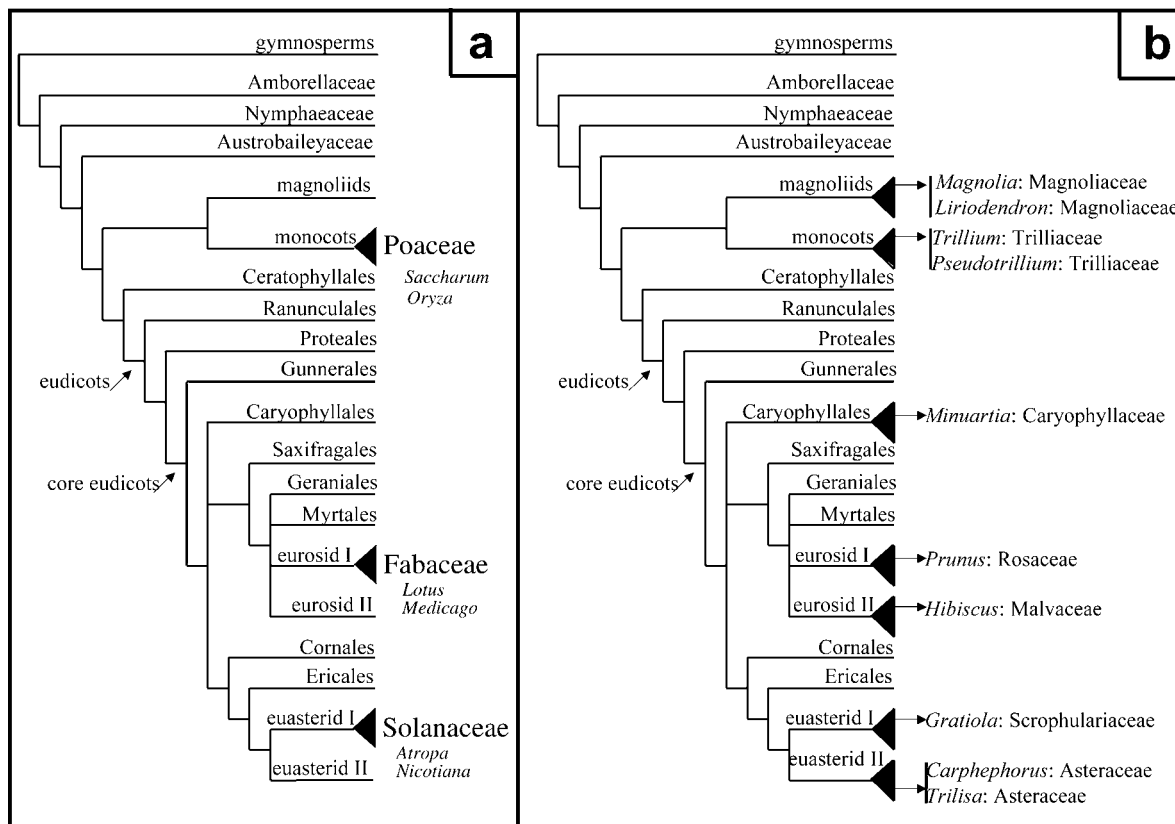 a
gymnosperms
Amborellaceae
Nymphaeaceae
Austrobaileyaceae
magnoliids
monocots
Poaceae
Saccharum
Oryza
Ceratophyllales
Ranunculales
Proteales
eudicots
Gunnerales
Caryophyllales
Saxifragales
core eudicots
Geraniales
Myrtales
eurosid I
Fabaceae
Lotus
Medicago
eurosid II
Cornales
Ericales
euasterid I
Solanaceae
Atropa
Nicotiana
euasterid II
b
gymnosperms
Amborellaceae
Nymphaeaceae
Austrobaileyaceae
magnoliids
Magnolia: Magnoliaceae
Liriodendron: Magnoliaceae
monocots
Trillium: Trilliaceae
Pseudotrillium: Trilliaceae
Ceratophyllales
Ranunculales
Proteales
eudicots
Gunnerales
Caryophyllales
Minuartia: Caryophyllaceae
Saxifragales
core eudicots
Geraniales
Myrtales
eurosid I
Prunus: Rosaceae
eurosid II
Hibiscus: Malvaceae
Cornales
Ericales
euasterid I
Gratiola: Scrophulariaceae
euasterid II
Carphephorus: Asteraceae
Trilisa: Asteraceae